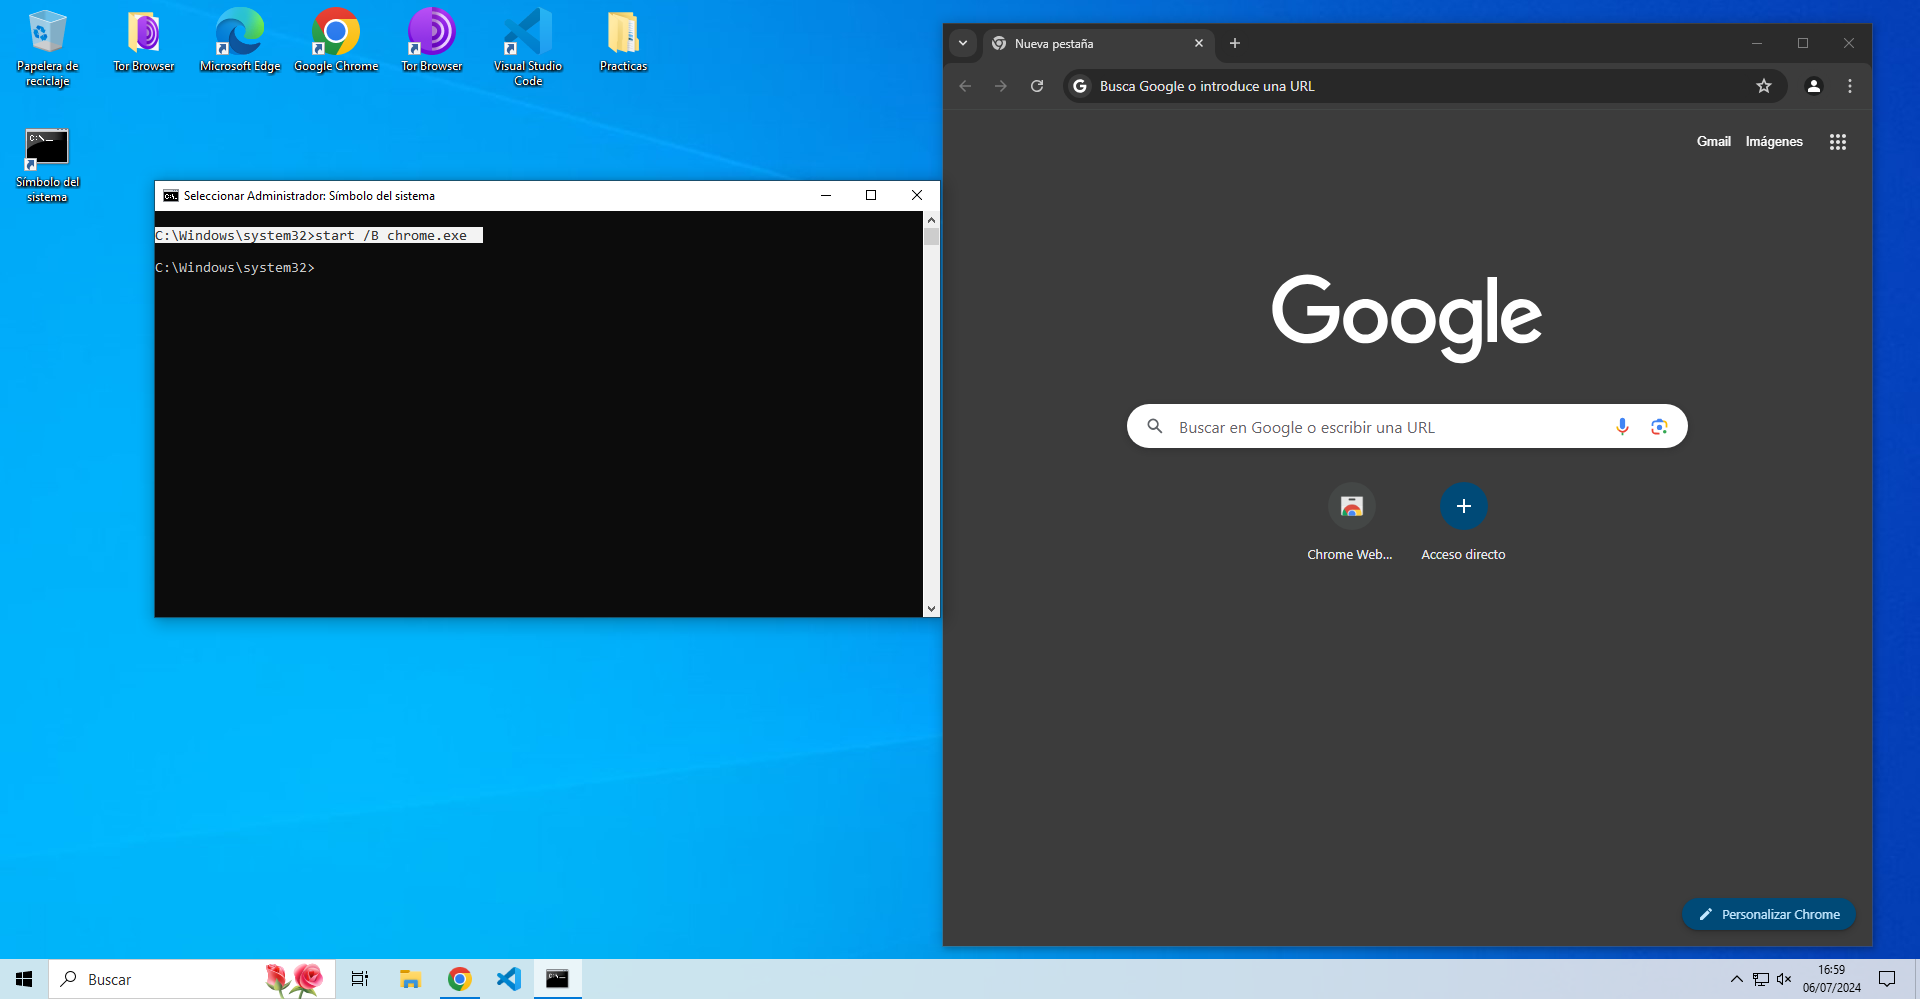 Papelera de
reciclaje
Tor Browser
Microsoft Edge
Google Chrome
Tor Browser
Visual Studio
Code
Practicas
C:\._
Símbolo del
sistema
Seleccionar Administrador: Símbolo del sistema
C:\Windows\system32>start /B chrome.exe
C:\Windows\system32>
Nueva pestaña
Busca Google o introduce una URL
Gmail
Imágenes
Google
Buscar en Google o escribir una URL
Chrome Web...
Acceso directo
Personalizar Chrome
Buscar
16:59
06/07/2024